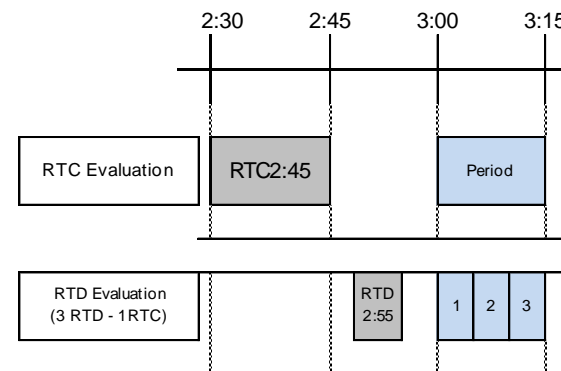 2:30 2:45 3:00 3:15
RTC Evaluation RTC2:45 Period
RTD Evaluation
(3 RTD - 1RTC)
RTD
2:55
1 2 3